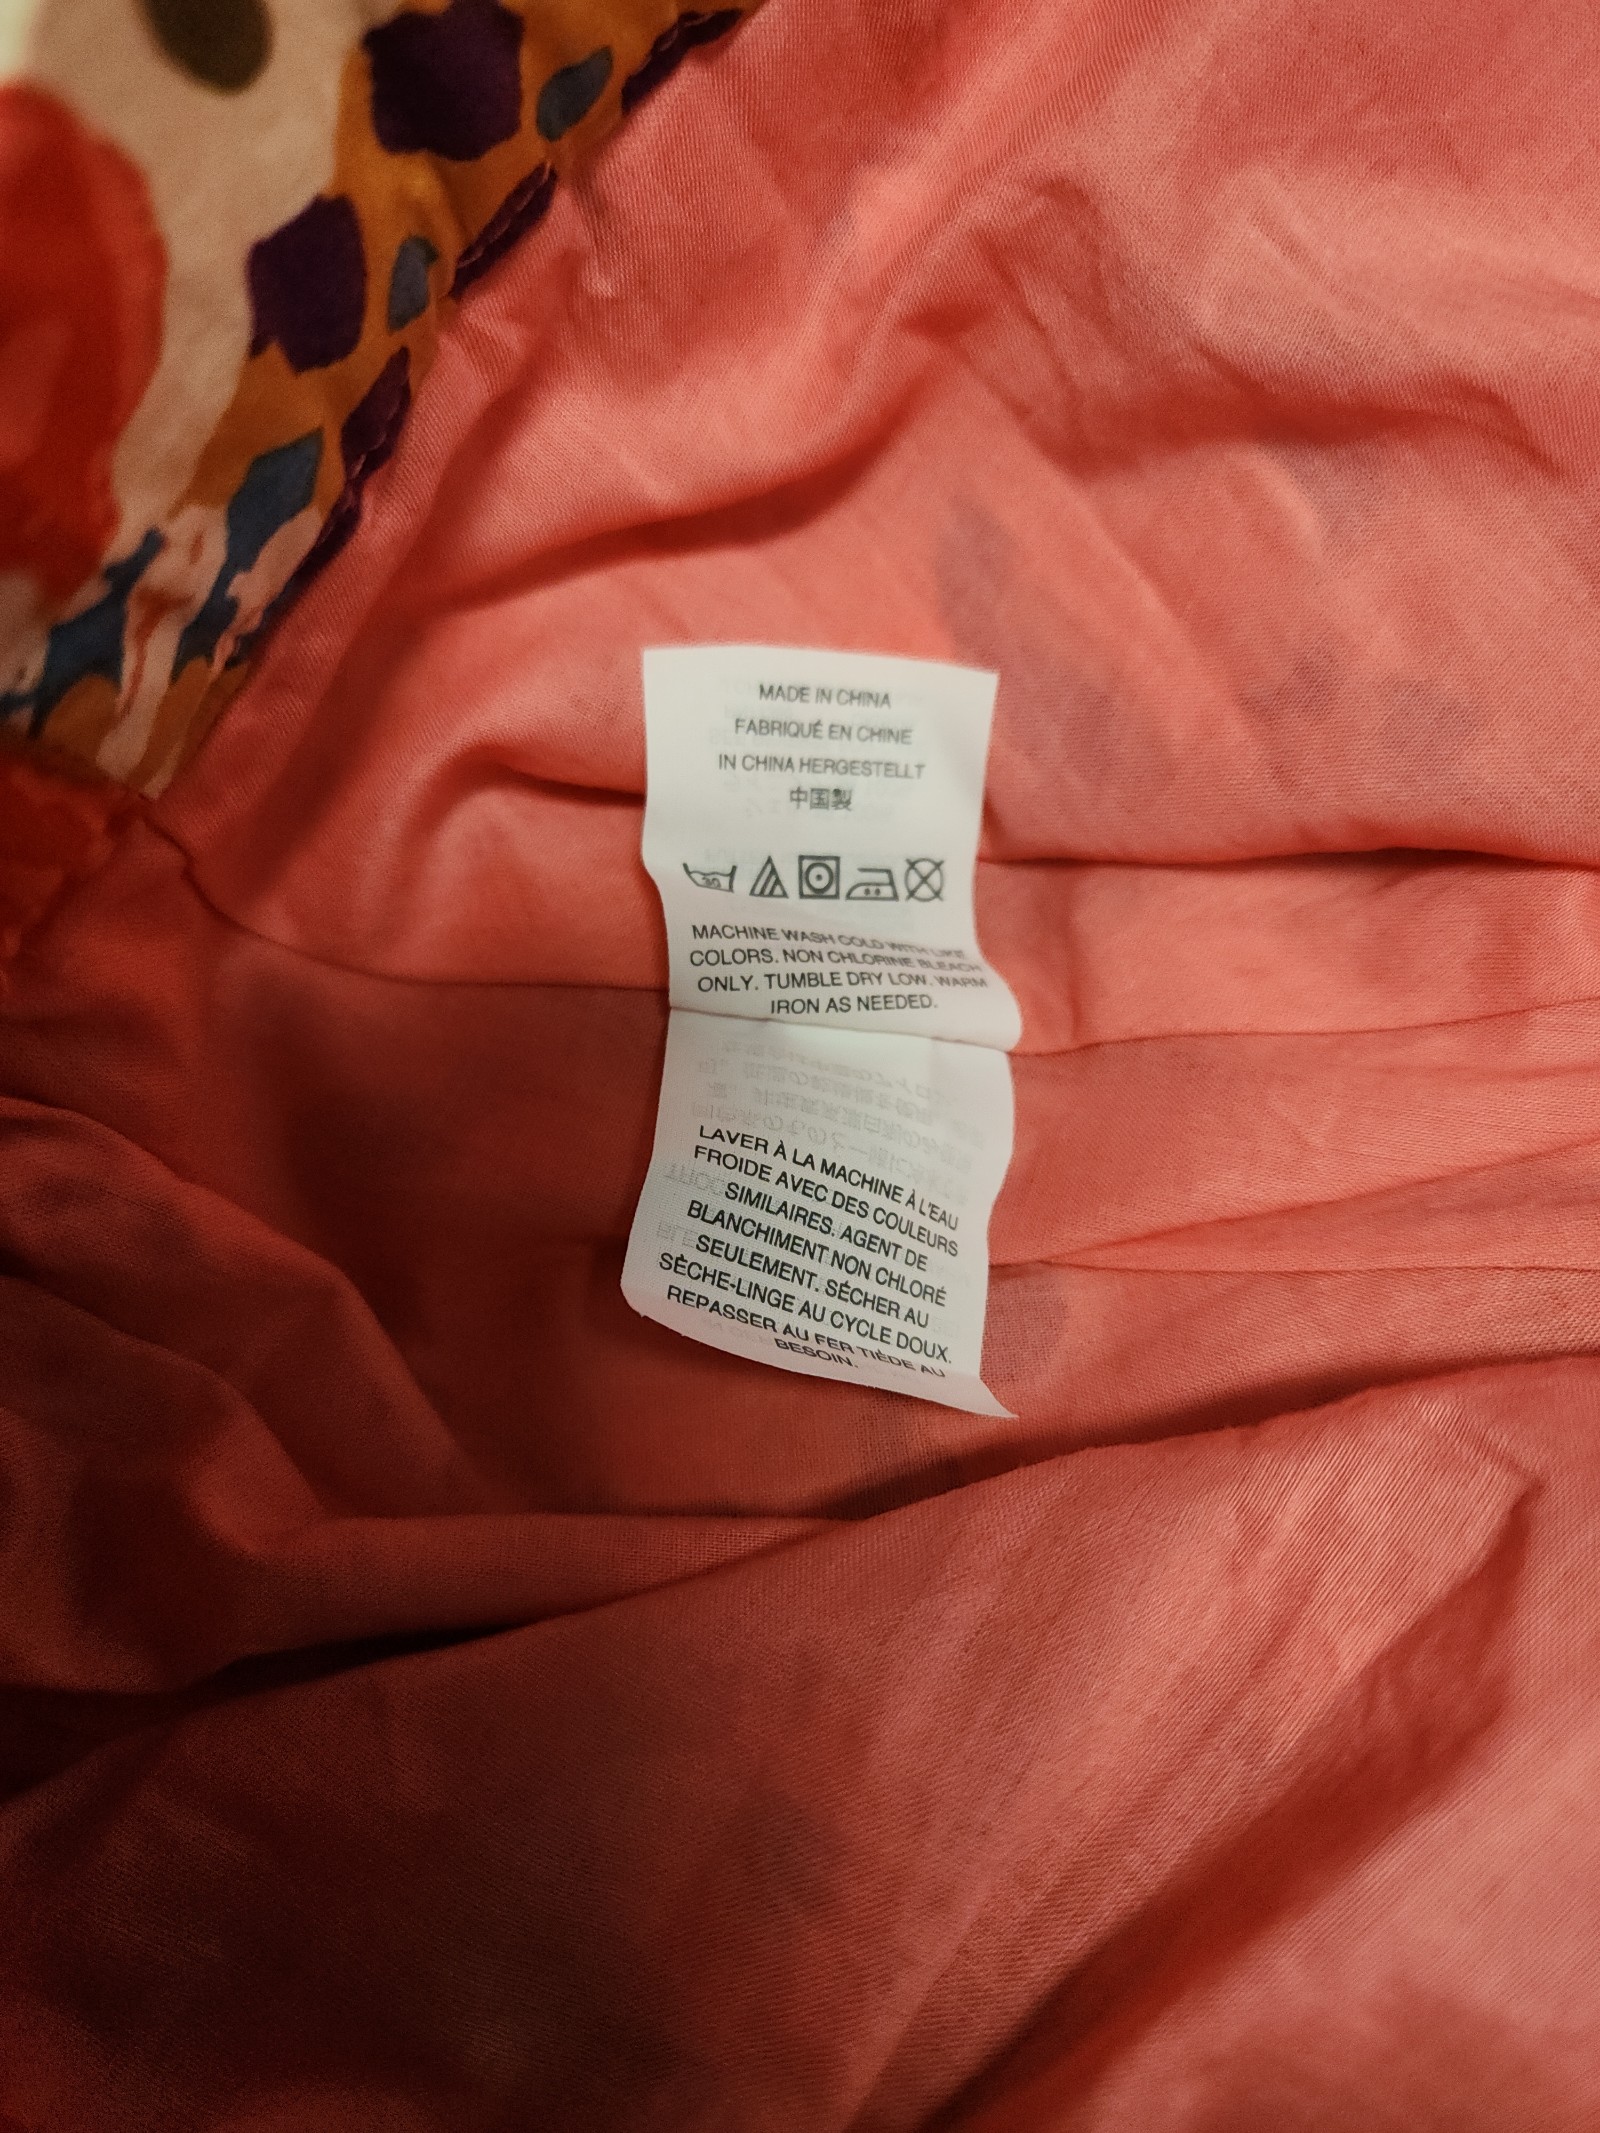 MADE IN CHINA
FABRIQUÉ EN CHINE
IN CHINA HERGESTELLT
中国製
30
MACHINE WASH COLD WITH LIKE
COLORS. NON CHLORINE BLEACH
ONLY. TUMBLE DRY LOW. WARM
IRON AS NEEDED.
LAVER À LA MACHINE À L'EAU
FROIDE AVEC DES COULEURS
SIMILAIRES. AGENT DE
BLANCHIMENT NON CHLORÉ
SEULEMENT. SÉCHER AU
SÈCHE-LINGE AU CYCLE DOUX.
REPASSER AU FER TIÈDE AU
BESOIN.